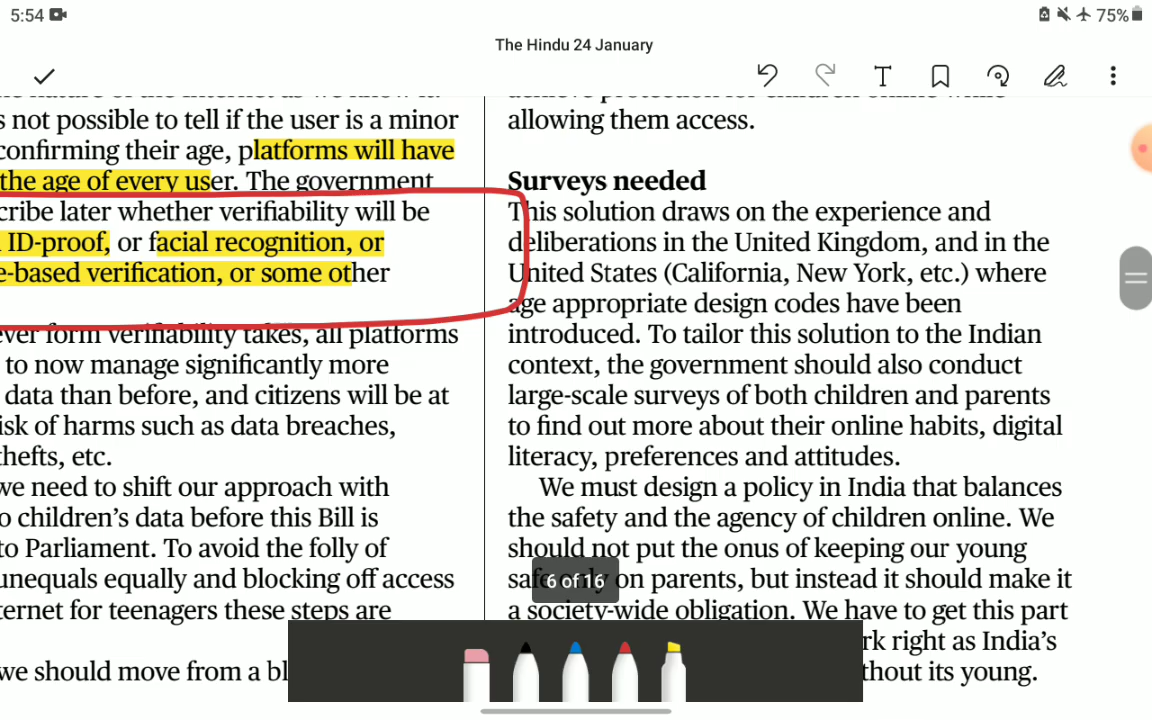 5:54
75%
The Hindu 24 January
s not possible to tell if the user is a minor
confirming their age, platforms will have
the age of every user. The government
cribe later whether verifiability will be
ID-proof, or facial recognition, or
e-based verification, or some other
ever form verifiability takes, all platforms
to now manage significantly more
data than before, and citizens will be at
isk of harms such as data breaches,
thefts, etc.
we need to shift our approach with
o children's data before this Bill is
to Parliament. To avoid the folly of
unequals equally and blocking off access
ternet for teenagers these steps are
we should move from a bl
allowing them access.
Surveys needed
This solution draws on the experience and
deliberations in the United Kingdom, and in the
United States (California, New York, etc.) where
age appropriate design codes have been
introduced. To tailor this solution to the Indian
context, the government should also conduct
large-scale surveys of both children and parents
to find out more about their online habits, digital
literacy, preferences and attitudes.
We must design a policy in India that balances
the safety and the agency of children online. We
should not put the onus of keeping our young
safe only on parents, but instead it should make it
a society-wide obligation. We have to get this part
rk right as India's
thout its young.
6 of 16